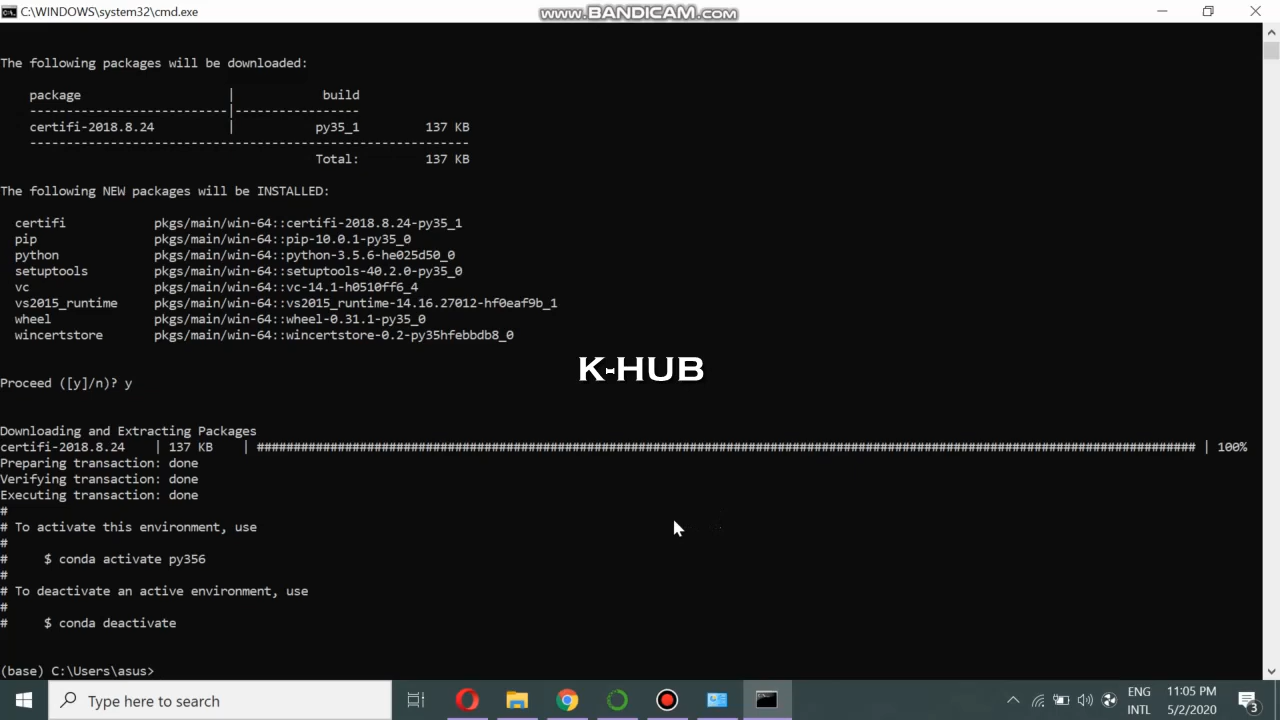 C:\WINDOWS\system32\cmd.exe
www.BANDICAM.com
The following packages will be downloaded:
package | build
---------------------------|-----------------
certifi-2018.8.24 | py35_1 137 KB
------------------------------------------------------------
Total: 137 KB
The following NEW packages will be INSTALLED:
certifi pkgs/main/win-64::certifi-2018.8.24-py35_1
pip pkgs/main/win-64::pip-10.0.1-py35_0
python pkgs/main/win-64::python-3.5.6-he025d50_0
setuptools pkgs/main/win-64::setuptools-40.2.0-py35_0
vc pkgs/main/win-64::vc-14.1-h0510ff6_4
vs2015_runtime pkgs/main/win-64::vs2015_runtime-14.16.27012-hf0eaf9b_1
wheel pkgs/main/win-64::wheel-0.31.1-py35_0
wincertstore pkgs/main/win-64::wincertstore-0.2-py35hfebbdb8_0
K-HUB
Proceed ([y]/n)? y
Downloading and Extracting Packages
certifi-2018.8.24 | 137 KB | ################################################################################################################################ | 100%
Preparing transaction: done
Verifying transaction: done
Executing transaction: done
#
# To activate this environment, use
#
# $ conda activate py356
#
# To deactivate an active environment, use
#
# $ conda deactivate
(base) C:\Users\asus>
Type here to search
ENG
INTL
11:05 PM
5/2/2020
3